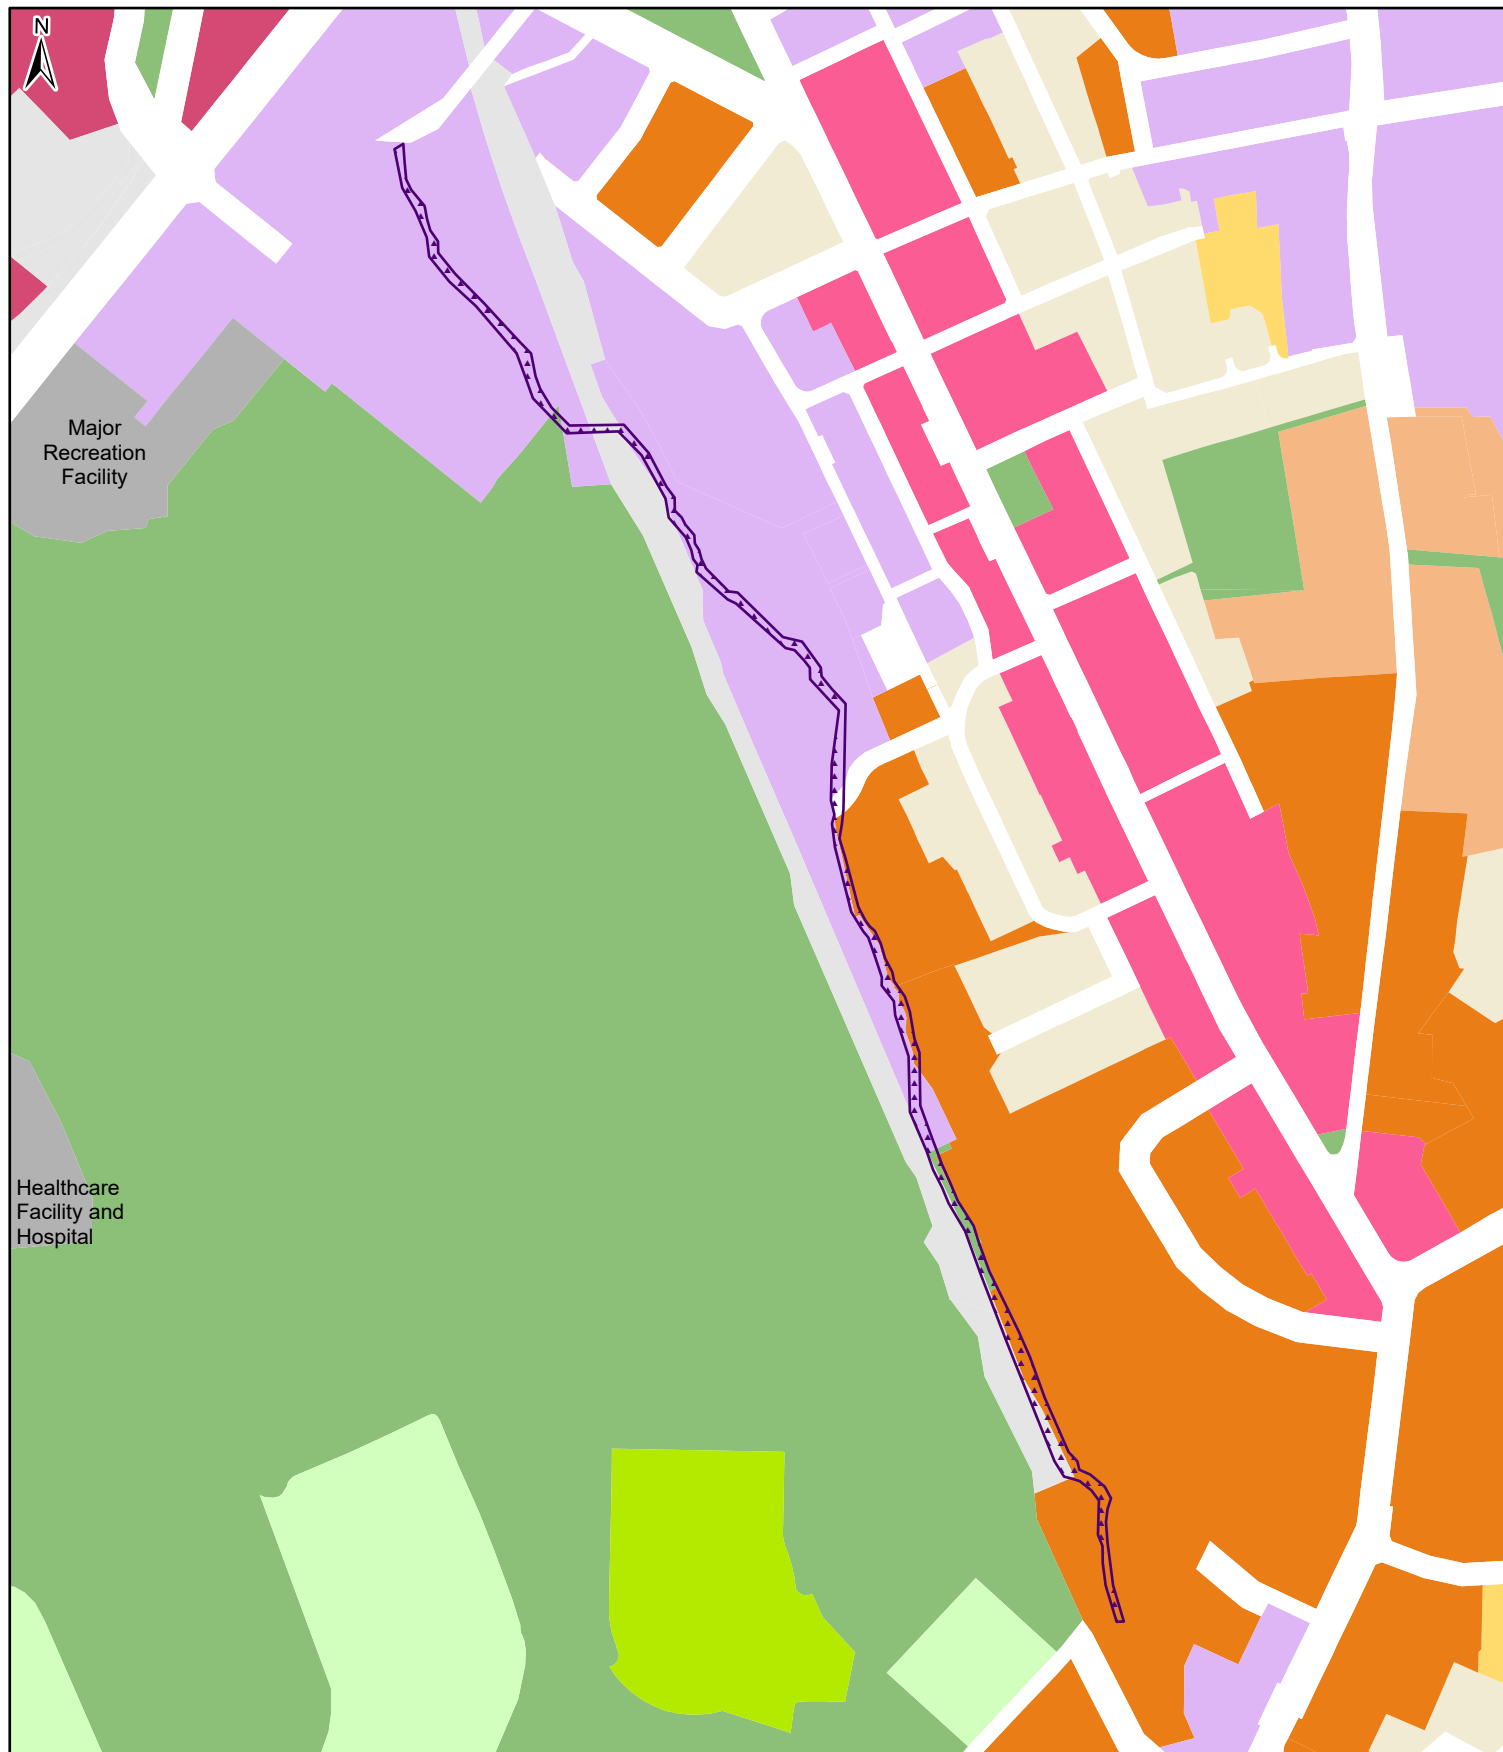 N
Major
Recreation
Facility
Healthcare
Facility and
Hospital